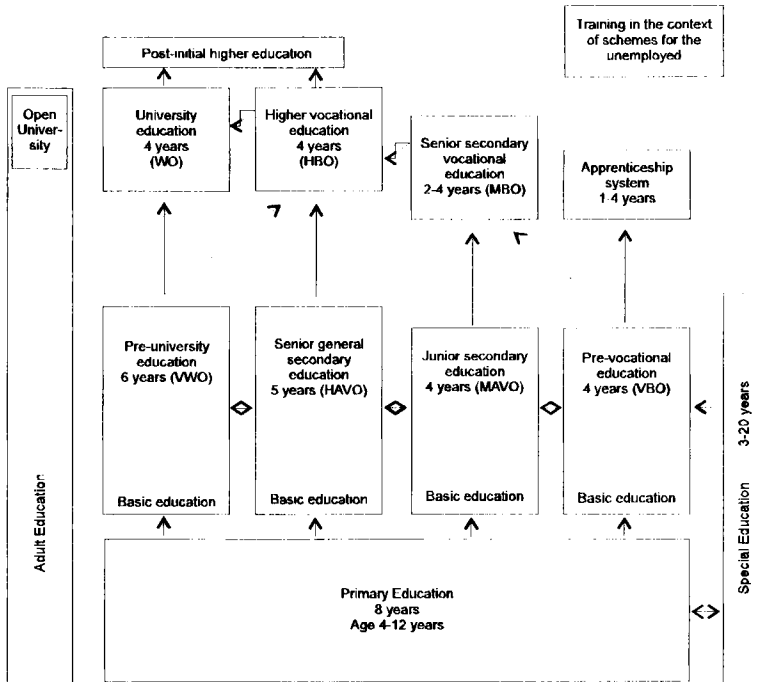 Post-initial higher education
Training in the context
of schemes for the
unemployed
Open
Univer-
sity
University
education
4 years
(WO)
Higher vocational
education
4 years
(HBO)
Senior secondary
vocational
education
2-4 years (MBO)
Apprenticeship
system
1-4 years
Pre-university
education
6 years (VWO)
Senior general
secondary
education
5 years (HAVO)
Junior secondary
education
4 years (MAVO)
Pre-vocational
education
4 years (VBO)
Basic education
Basic education
Basic education
Basic education
Adult Education
Special Education 3-20 years
Primary Education
8 years
Age 4-12 years